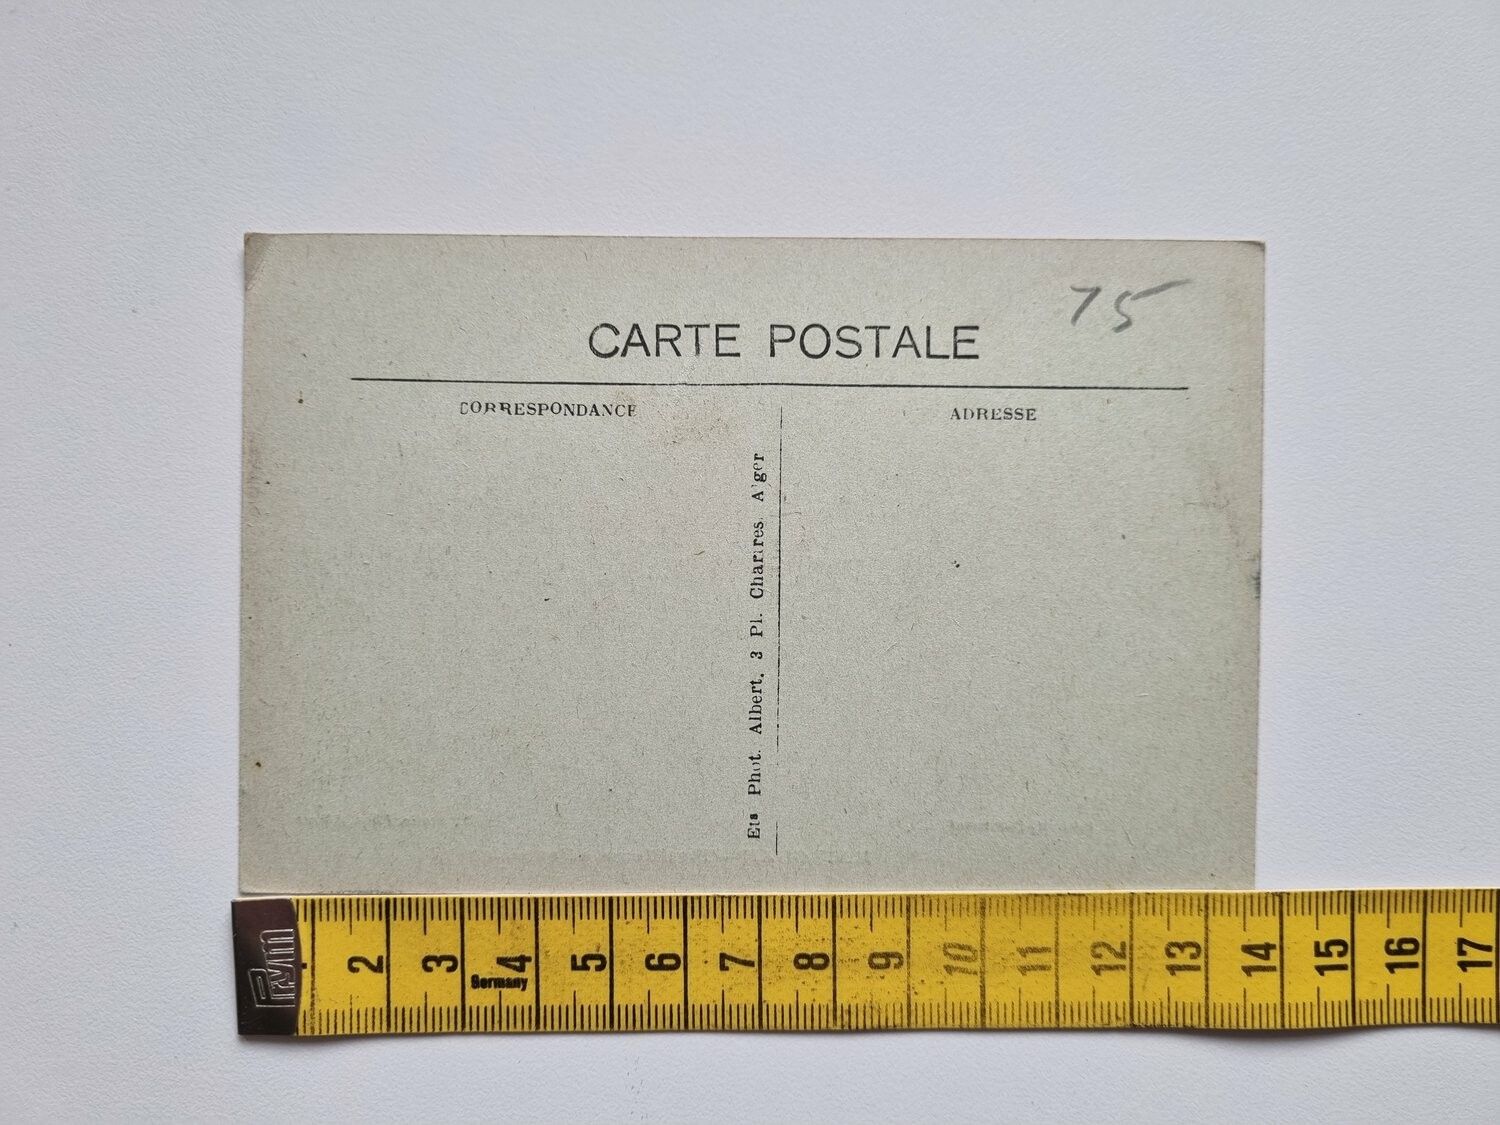 75
CARTE POSTALE
CORRESPONDANCE
ADRESSE
Ets Phot. Albert, 3 Pl. Chartres, Alger
Prym
2 3 4 5 6 7 8 9 10 11 12 13 14 15 16 17
Germany